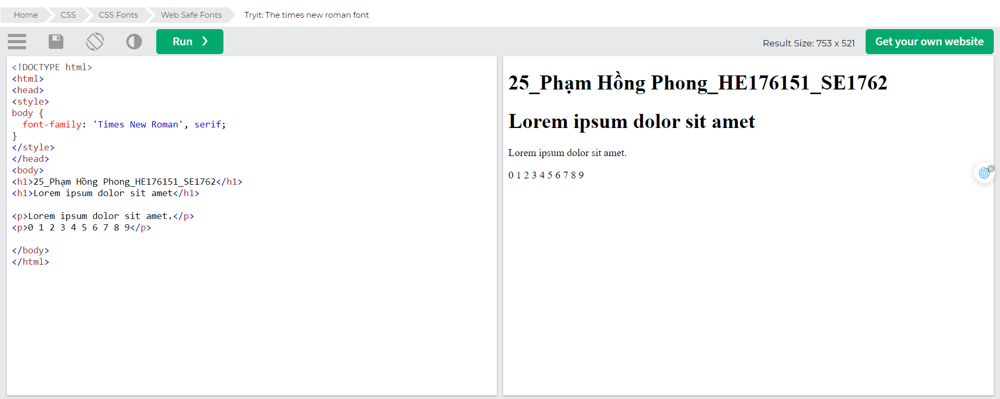 Home CSS CSS Fonts Web Safe Fonts Tryit: The times new roman font
Run ❯ Result Size: 753 x 521 Get your own website
<!DOCTYPE html>
<html>
<head>
<style>
body {
  font-family: 'Times New Roman', serif;
}
</style>
</head>
<body>
<h1>25_Phạm Hồng Phong_HE176151_SE1762</h1>
<h1>Lorem ipsum dolor sit amet</h1>
<p>Lorem ipsum dolor sit amet.</p>
<p>0 1 2 3 4 5 6 7 8 9</p>
</body>
</html>
25_Phạm Hồng Phong_HE176151_SE1762
Lorem ipsum dolor sit amet
Lorem ipsum dolor sit amet.
0 1 2 3 4 5 6 7 8 9